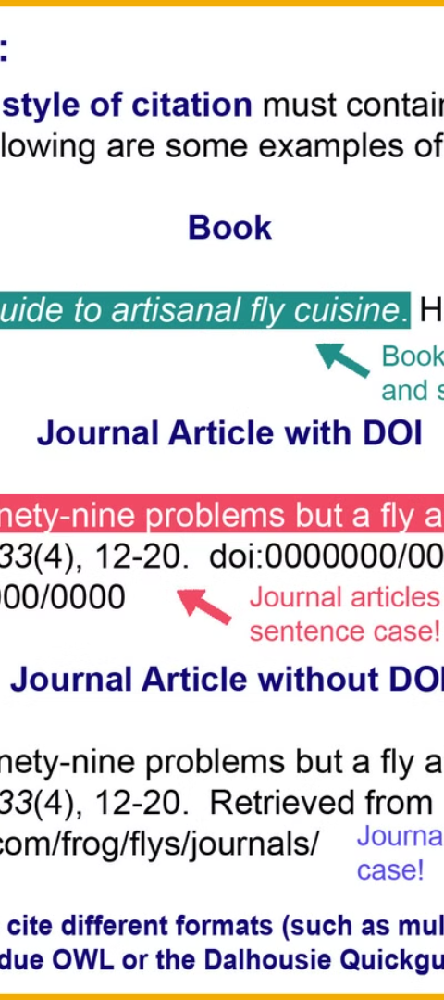 :
style of citation must contain
lowing are some examples of
Book
uide to artisanal fly cuisine. H
Book
and s
Journal Article with DOI
nety-nine problems but a fly a
33(4), 12-20. doi:0000000/00
000/0000
Journal articles
sentence case!
Journal Article without DOI
nety-nine problems but a fly a
33(4), 12-20. Retrieved from
com/frog/flys/journals/
Journa
case!
cite different formats (such as mul
due OWL or the Dalhousie Quickgu